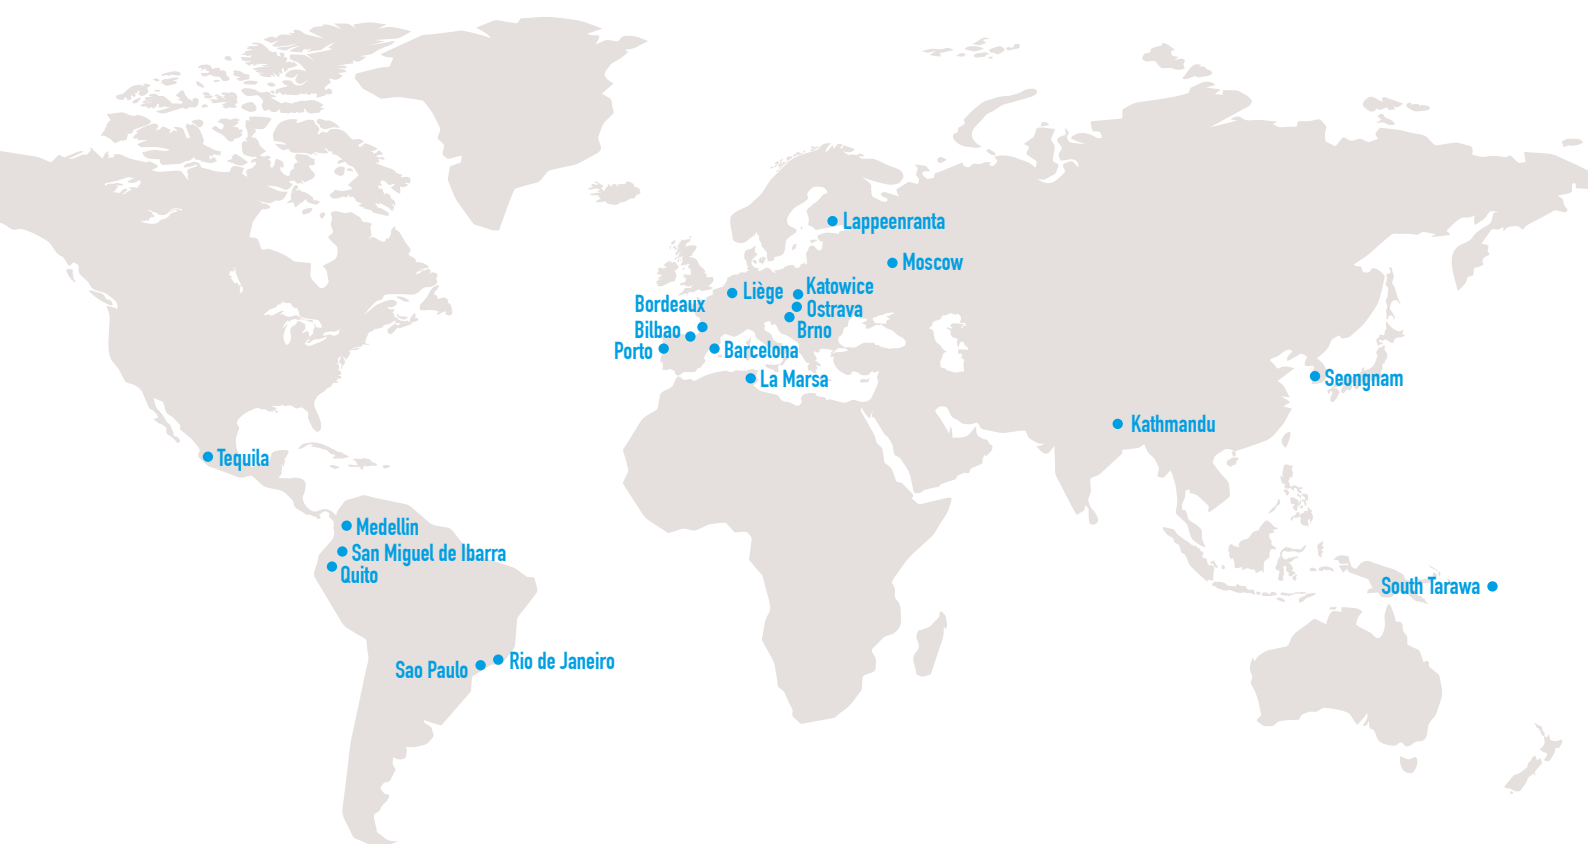 Lappeenranta
Moscow
Katowice
Liège
Bordeaux
Ostrava
Bilbao
Brno
Porto
Barcelona
La Marsa
Seongnam
Kathmandu
Tequila
Medellin
San Miguel de Ibarra
Quito
South Tarawa
Rio de Janeiro
Sao Paulo